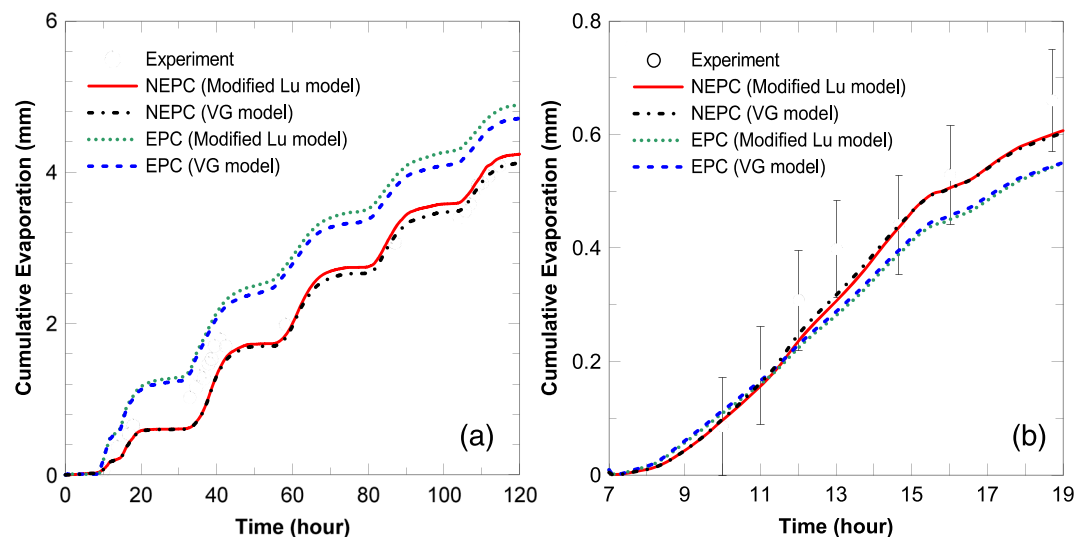 6
4
2
0
Cumulative Evaporation (mm)
Experiment
NEPC (Modified Lu model)
NEPC (VG model)
EPC (Modified Lu model)
EPC (VG model)
(a)
0 20 40 60 80 100 120
Time (hour)
0.8
0.6
0.4
0.2
0
Cumulative Evaporation (mm)
Experiment
NEPC (Modified Lu model)
NEPC (VG model)
EPC (Modified Lu model)
EPC (VG model)
(b)
7 9 11 13 15 17 19
Time (hour)